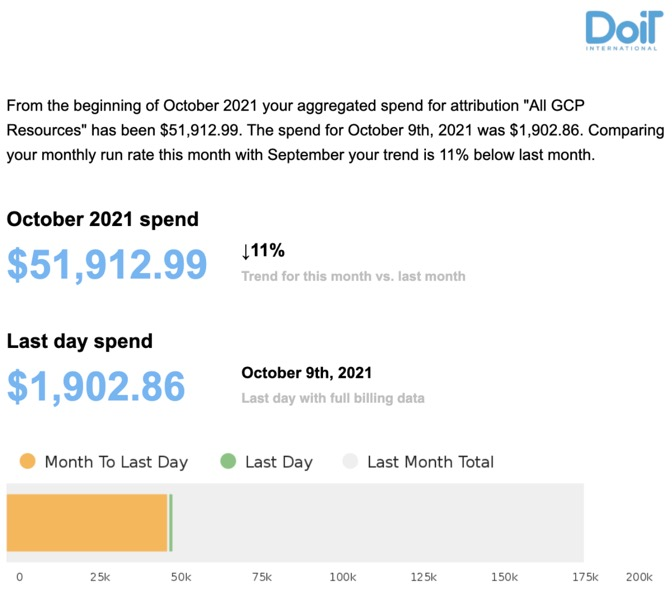 DoiT
INTERNATIONAL
From the beginning of October 2021 your aggregated spend for attribution "All GCP
Resources" has been $51,912.99. The spend for October 9th, 2021 was $1,902.86. Comparing
your monthly run rate this month with September your trend is 11% below last month.
October 2021 spend
$51,912.99
↓11%
Trend for this month vs. last month
Last day spend
$1,902.86
October 9th, 2021
Last day with full billing data
Month To Last Day Last Day Last Month Total
0 25k 50k 75k 100k 125k 150k 175k 200k